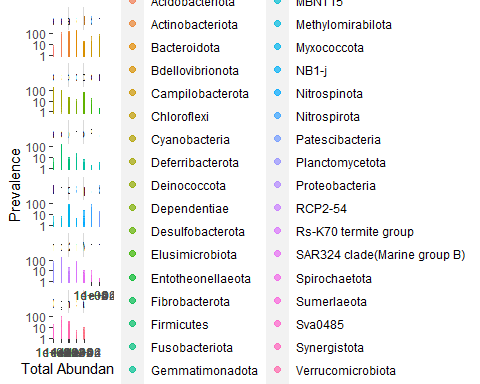 Acidobacteriota
Actinobacteriota
Bacteroidota
Bdellovibrionota
Campilobacterota
Chloroflexi
Cyanobacteria
Deferribacterota
Deinococcota
Dependentiae
Desulfobacterota
Elusimicrobiota
Entotheonellaeota
Fibrobacterota
Firmicutes
Fusobacteriota
Gemmatimonadota
MBNT15
Methylomirabilota
Myxococcota
NB1-j
Nitrospinota
Nitrospirota
Patescibacteria
Planctomycetota
Proteobacteria
RCP2-54
Rs-K70 termite group
SAR324 clade(Marine group B)
Spirochaetota
Sumerlaeota
Sva0485
Synergistota
Verrucomicrobiota
Prevalence
100
10
1
100
10
1
100
10
1
100
10
1
100
10
1
100
10
1
Total Abundan